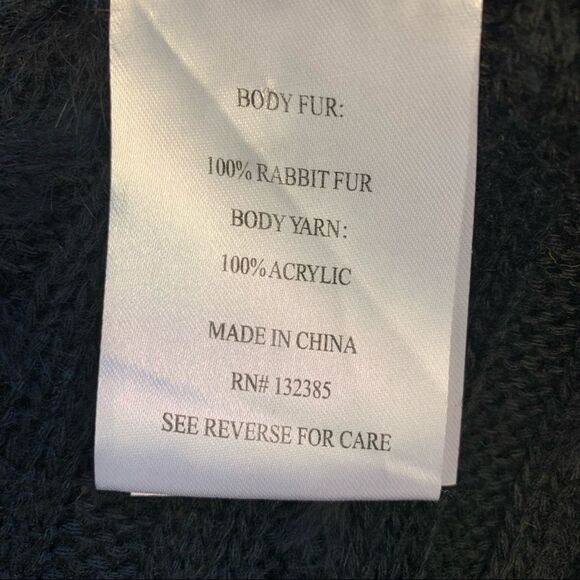 BODY FUR:
100% RABBIT FUR
BODY YARN:
100% ACRYLIC
MADE IN CHINA
RN# 132385
SEE REVERSE FOR CARE